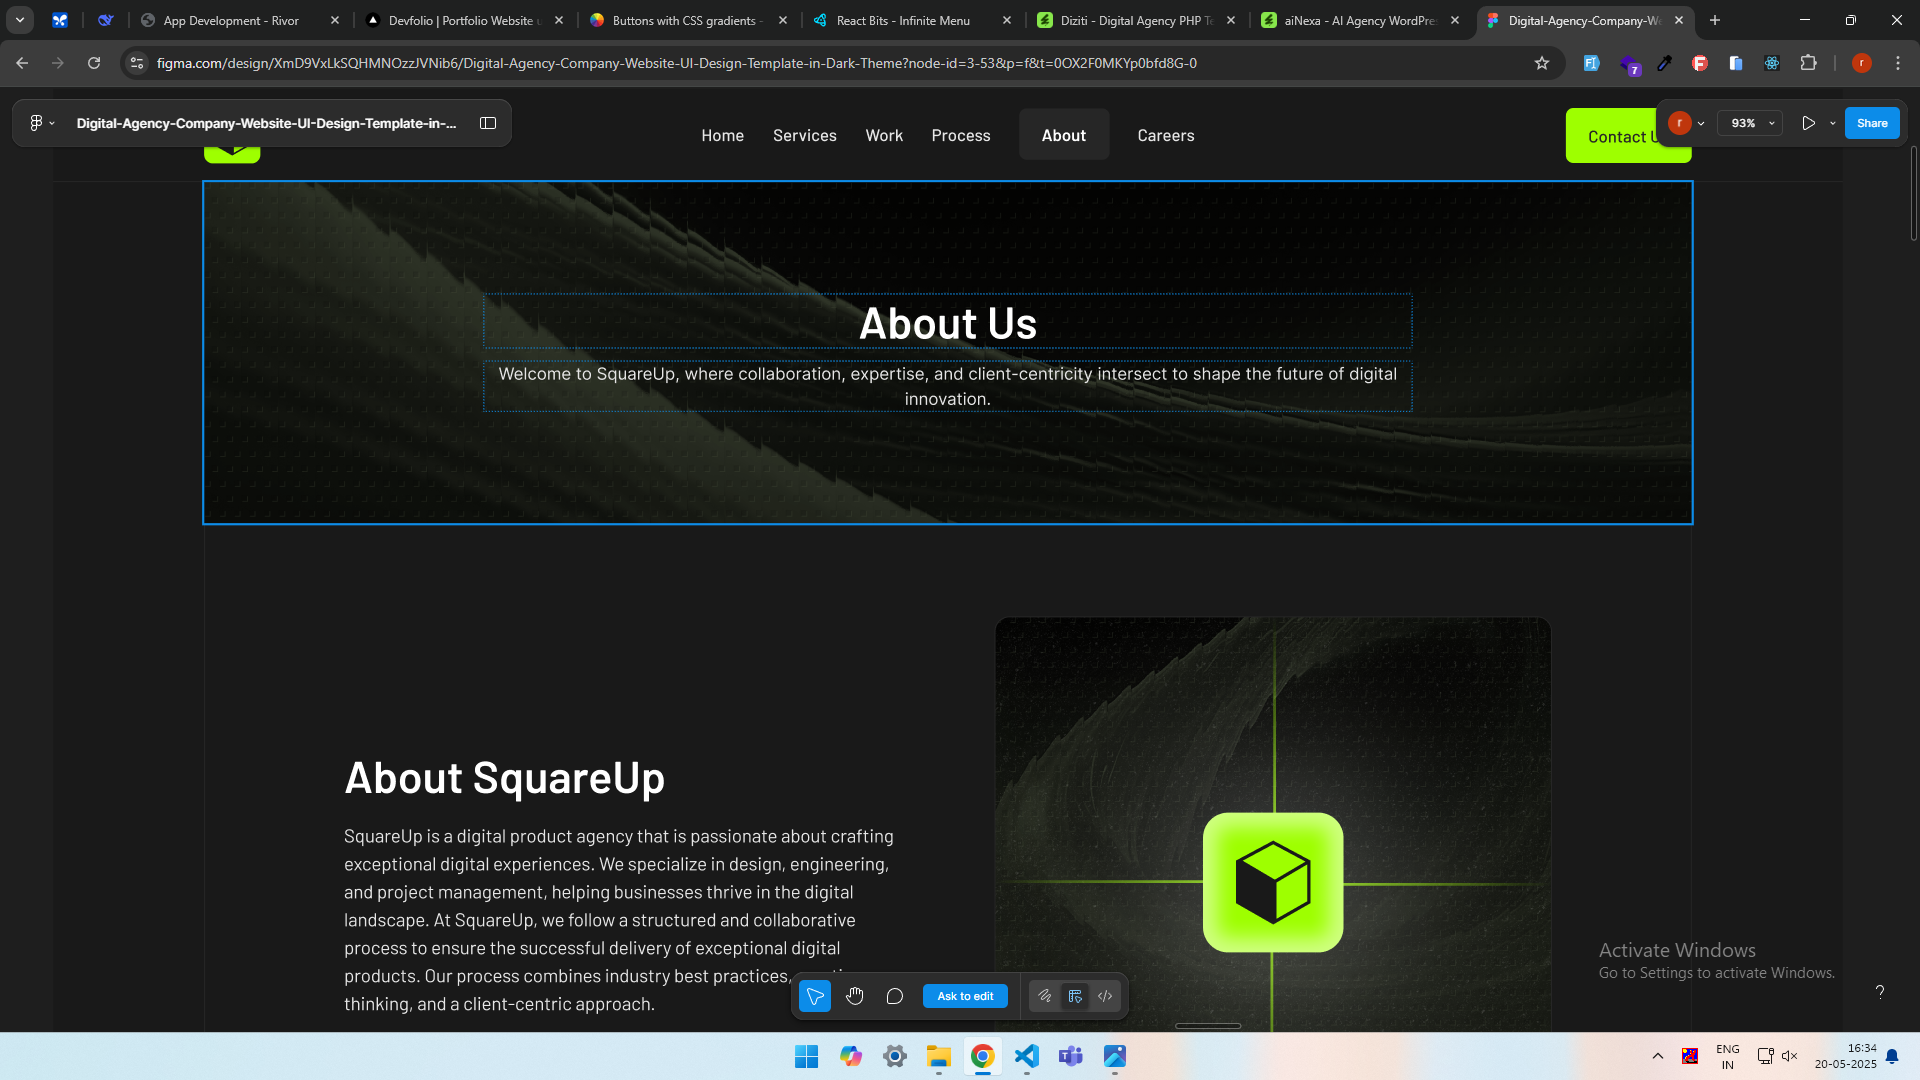 App Development - Rivor
Devfolio | Portfolio Website u
Buttons with CSS gradients -
React Bits - Infinite Menu
Diziti - Digital Agency PHP Te
aiNexa - AI Agency WordPres
Digital-Agency-Company-We
figma.com/design/XmD9VxLkSQHMNOzzJVNib6/Digital-Agency-Company-Website-UI-Design-Template-in-Dark-Theme?node-id=3-53&p=f&t=0OX2F0MKYp0bfd8G-0
7
r
Digital-Agency-Company-Website-UI-Design-Template-in-...
Home
Services
Work
Process
About
Careers
Contact U
r
93%
Share
About Us
Welcome to SquareUp, where collaboration, expertise, and client-centricity intersect to shape the future of digital
innovation.
About SquareUp
SquareUp is a digital product agency that is passionate about crafting
exceptional digital experiences. We specialize in design, engineering,
and project management, helping businesses thrive in the digital
landscape. At SquareUp, we follow a structured and collaborative
process to ensure the successful delivery of exceptional digital
products. Our process combines industry best practices,
thinking, and a client-centric approach.
Ask to edit
Activate Windows
Go to Settings to activate Windows.
?
ENG
IN
16:34
20-05-2025